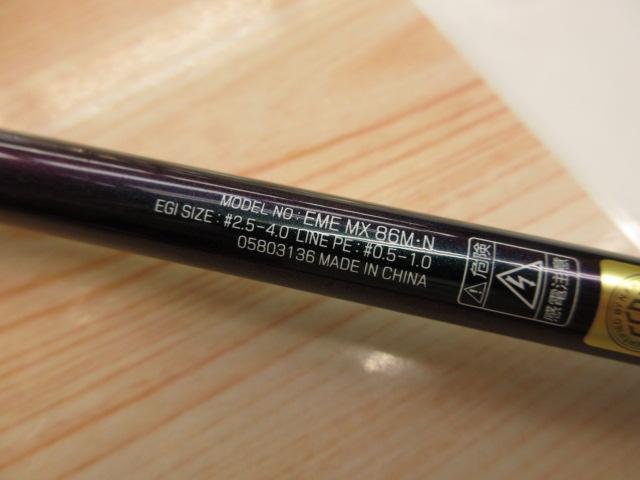 MODEL NO : EME MX 86M・N
EGI SIZE : #2.5-4.0 LINE PE : #0.5-1.0
05803136 MADE IN CHINA
危険
感電注意